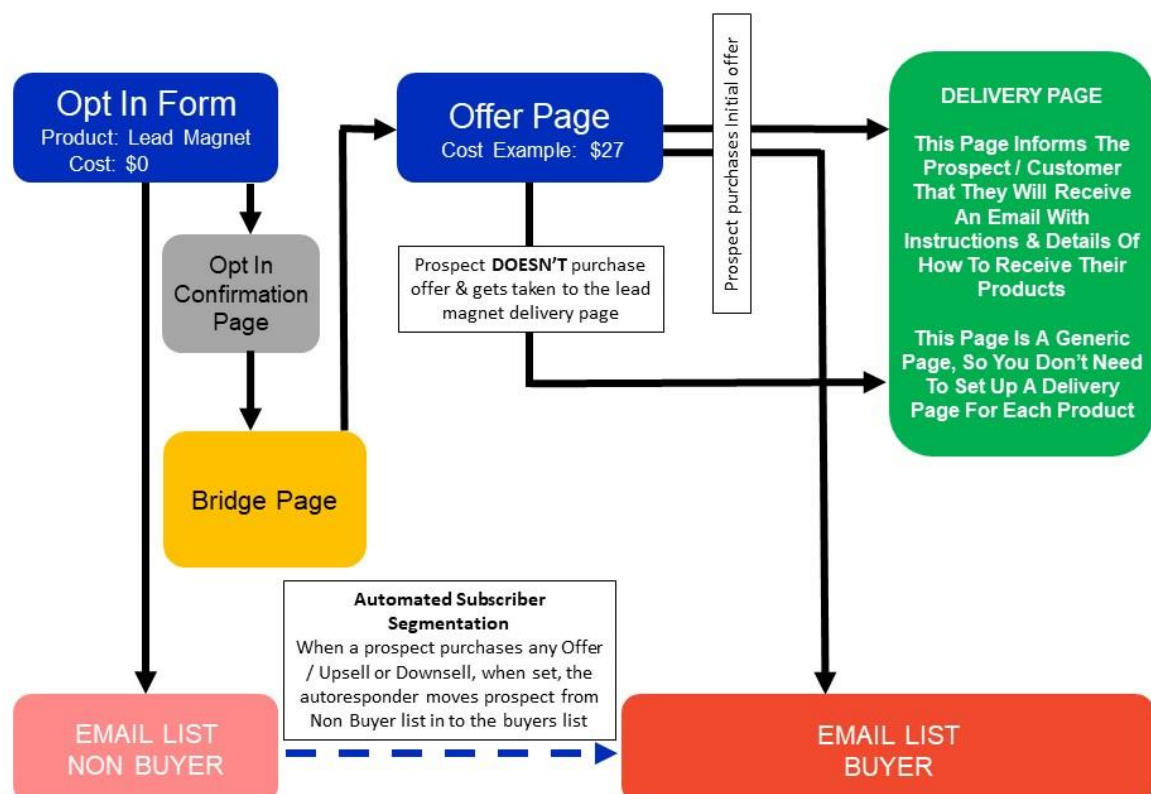 Opt In Form
Product: Lead Magnet
Cost: $0
Offer Page
Cost Example: $27
Prospect purchases Initial offer
DELIVERY PAGE
This Page Informs The
Prospect / Customer
That They Will Receive
An Email With
Instructions & Details Of
How To Receive Their
Products
This Page Is A Generic
Page, So You Don't Need
To Set Up A Delivery
Page For Each Product
Opt In
Confirmation
Page
Prospect DOESN'T purchase
offer & gets taken to the lead
magnet delivery page
Bridge Page
Automated Subscriber
Segmentation
When a prospect purchases any Offer
/ Upsell or Downsell, when set, the
autoresponder moves prospect from
Non Buyer list in to the buyers list
EMAIL LIST
NON BUYER
EMAIL LIST
BUYER